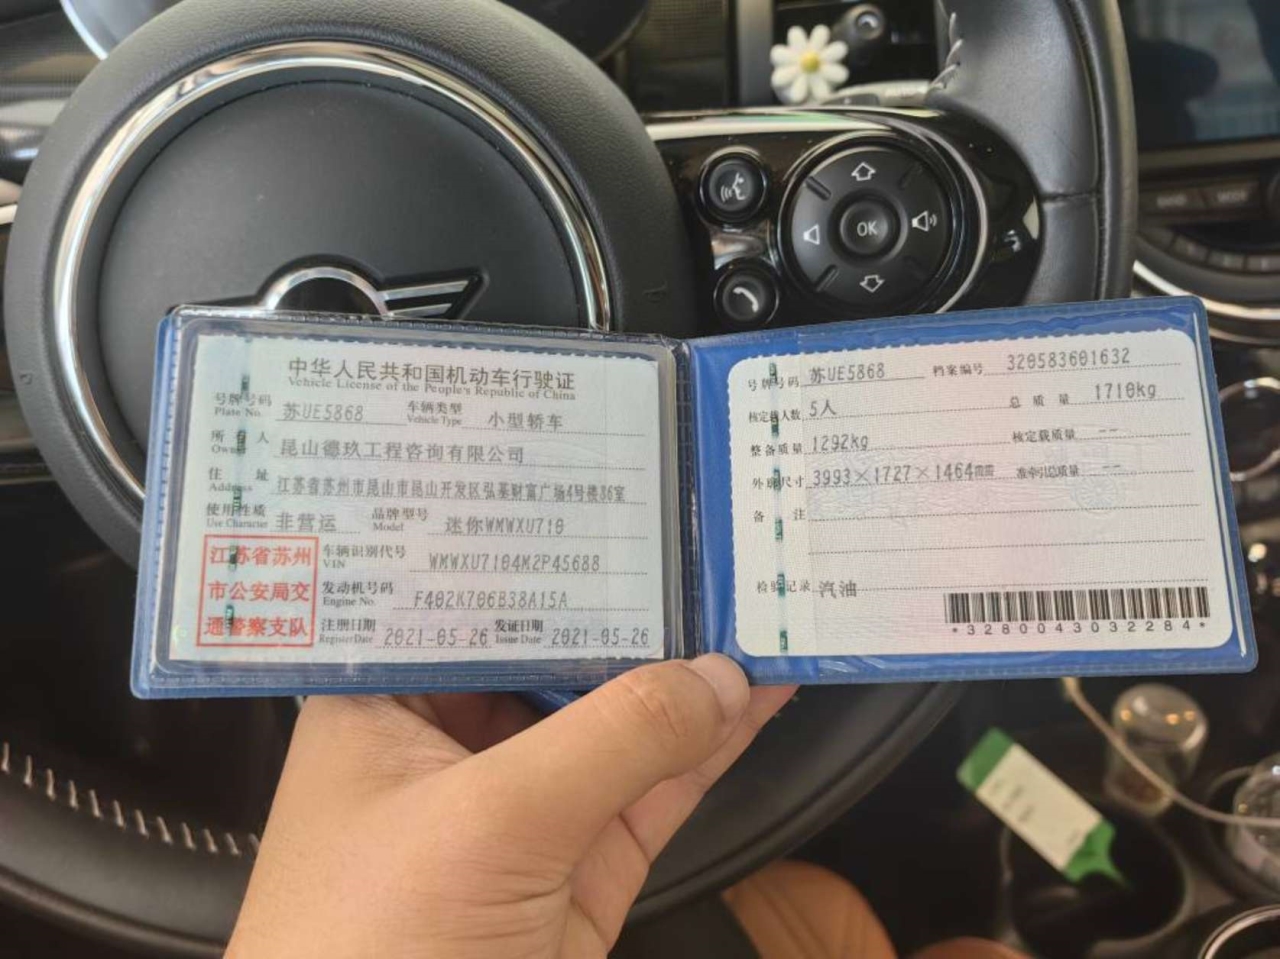 中华人民共和国机动车行驶证
Vehicle License of the People's Republic of China
号牌号码 Plate No. 苏UE5868 车辆类型 Vehicle Type 小型轿车
所有人 Owner 昆山德玖工程咨询有限公司
住址 Address 江苏省苏州市昆山市昆山开发区弘基财富广场4号楼86室
使用性质 Use Character 非营运 品牌型号 Model 迷你WMWXU710
江苏省苏州
市公安局交
通警察支队
车辆识别代号 VIN WMWXU7104M2P45688
发动机号码 Engine No. F402K706B38A15A
注册日期 Register Date 2021-05-26 发证日期 Issue Date 2021-05-26
号牌号码 苏UE5868 档案编号 320583601632
核定载人数 5人 总质量 1710kg
整备质量 1292kg 核定载质量 --
外廓尺寸 3993×1727×1464mm 准牵引总质量 --
备注
检验记录 汽油
*3280043032284*
OK